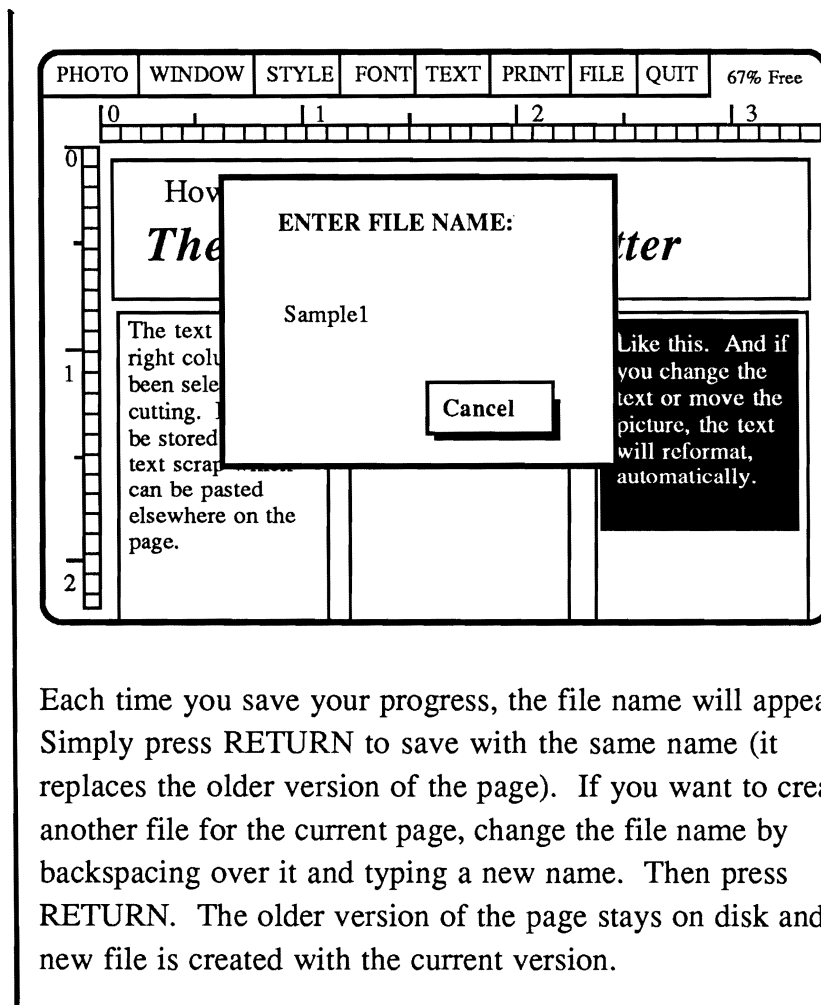 PHOTO WINDOW STYLE FONT TEXT PRINT FILE QUIT 67% Free
0 1 2 3
0
How
The tter
ENTER FILE NAME:
Sample1
Cancel
The text
right colu
been sele
cutting.
be stored
text scrap which
can be pasted
elsewhere on the
page.
1
2
Like this. And if
you change the
text or move the
picture, the text
will reformat,
automatically.
Each time you save your progress, the file name will appea
Simply press RETURN to save with the same name (it
replaces the older version of the page). If you want to crea
another file for the current page, change the file name by
backspacing over it and typing a new name. Then press
RETURN. The older version of the page stays on disk and
new file is created with the current version.